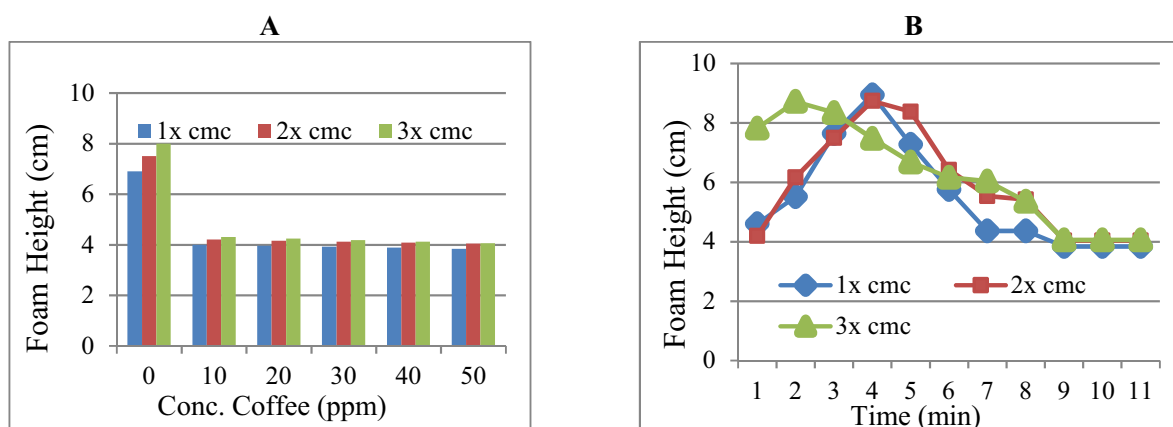 A
10
8
6
4
2
0
Foam Height (cm)
1x cmc 2x cmc 3x cmc
0 10 20 30 40 50
Conc. Coffee (ppm)
B
10
8
6
4
2
0
Foam Height (cm)
1x cmc 2x cmc
3x cmc
1 2 3 4 5 6 7 8 9 10 11
Time (min)